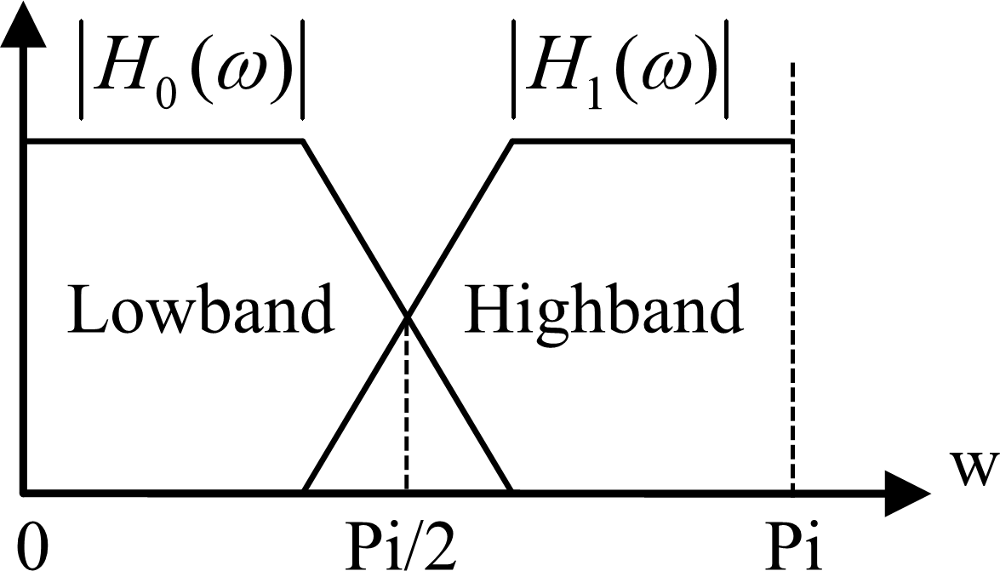 |H₀(ω)| |H₁(ω)|
Lowband Highband
w
0 Pi/2 Pi